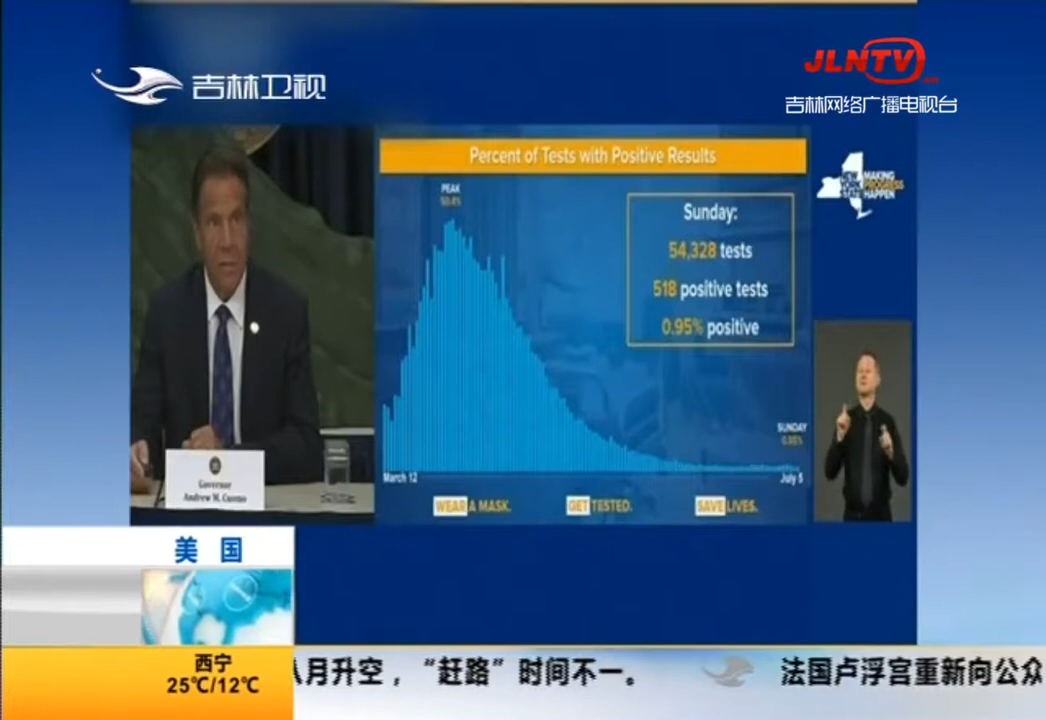 吉林卫视
JLNTV
吉林网络广播电视台
Percent of Tests with Positive Results
PEAK
MAKING
PROGRESS
HAPPEN
Sunday:
54,328 tests
518 positive tests
0.95% positive
SUNDAY
0.95%
March 12
July 5
WEAR A MASK.
GET TESTED.
SAVE LIVES.
Governor
Andrew M. Cuomo
美国
西宁
25℃/12℃
八月升空，“赶路”时间不一。
法国卢浮宫重新向公众